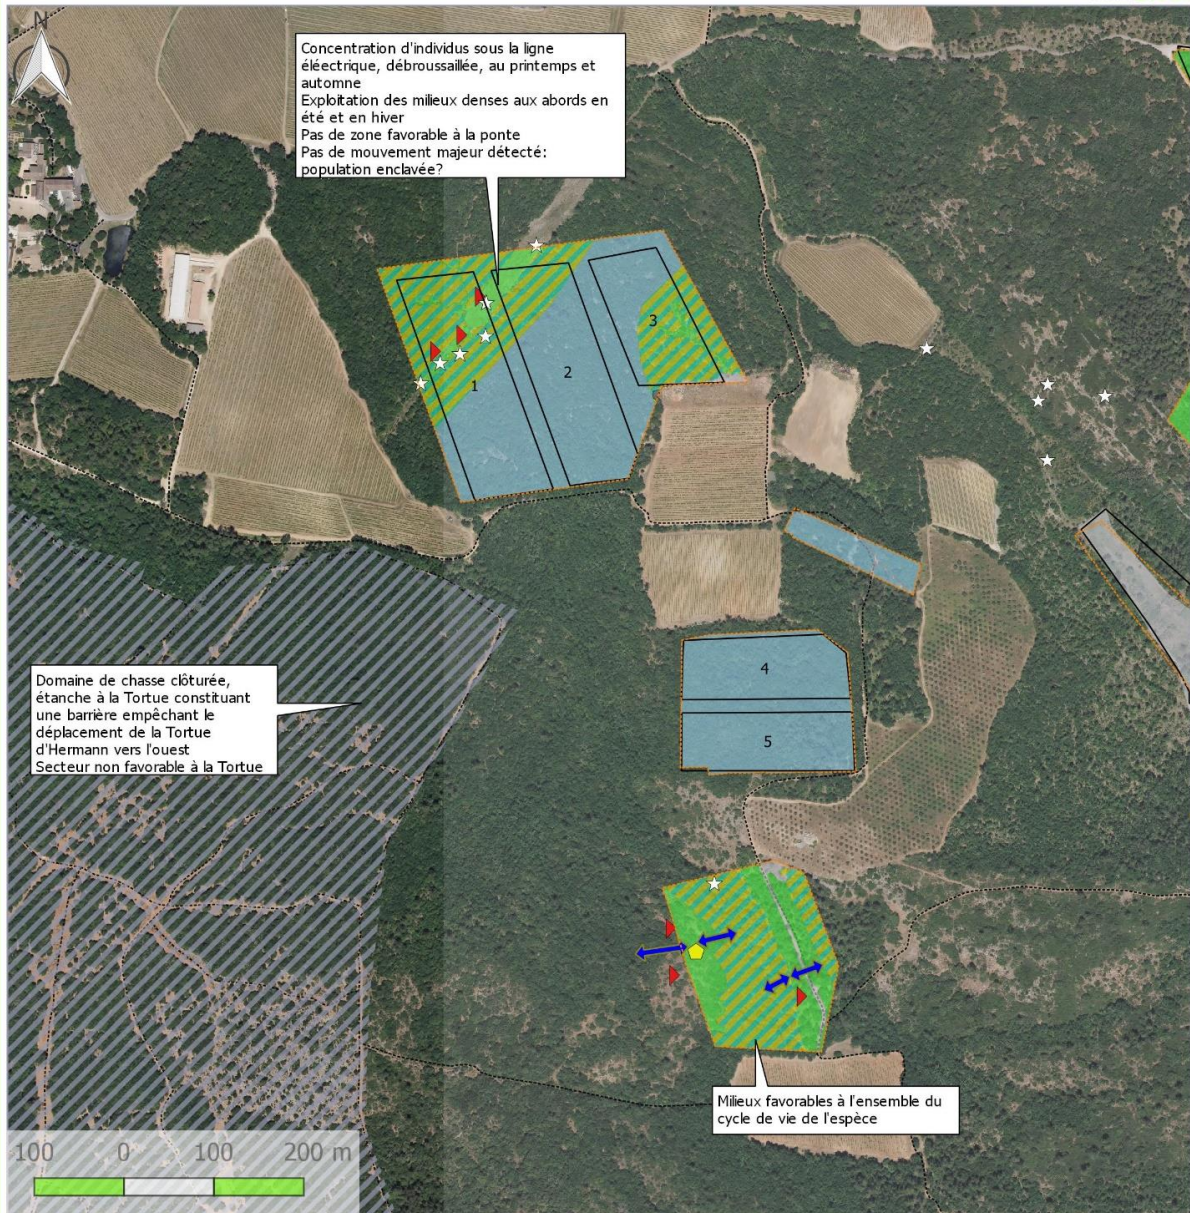 N
Concentration d'individus sous la ligne
éléectrique, débroussaillée, au printemps et
automne
Exploitation des milieux denses aux abords en
été et en hiver
Pas de zone favorable à la ponte
Pas de mouvement majeur détecté:
population enclavée?
1
2
3
4
5
Domaine de chasse clôturée,
étanche à la Tortue constituant
une barrière empêchant le
déplacement de la Tortue
d'Hermann vers l'ouest
Secteur non favorable à la Tortue
Milieux favorables à l'ensemble du
cycle de vie de l'espèce
100 0 100 200 m